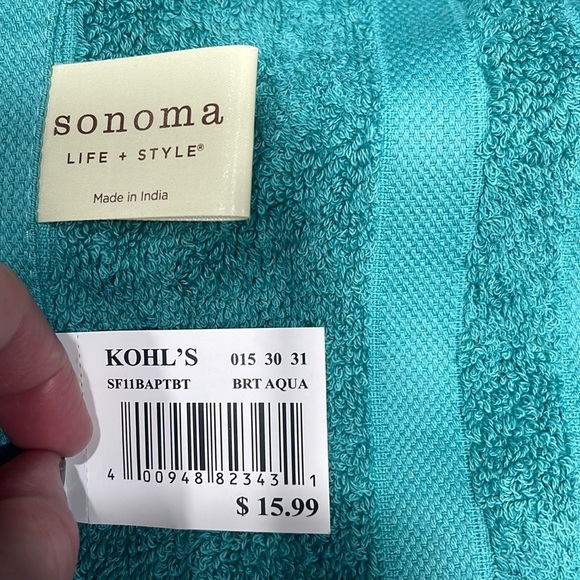 sonoma
LIFE + STYLE®
Made in India
KOHL'S 015 30 31
SF11BAPTBT BRT AQUA
4 00948 82343 1
$ 15.99